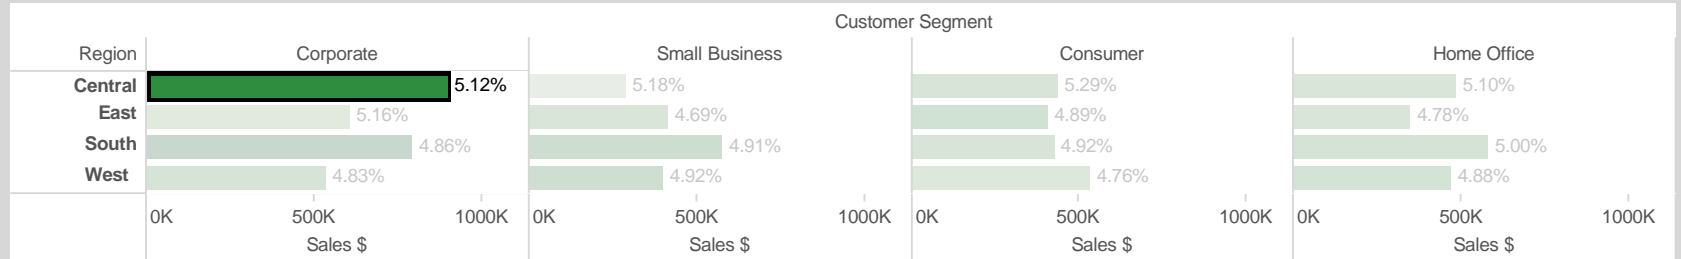 Customer Segment
Region Corporate Small Business Consumer Home Office
Central 5.12% 5.18% 5.29% 5.10%
East 5.16% 4.69% 4.89% 4.78%
South 4.86% 4.91% 4.92% 5.00%
West 4.83% 4.92% 4.76% 4.88%
0K 500K 1000K 0K 500K 1000K 0K 500K 1000K 0K 500K 1000K
Sales $ Sales $ Sales $ Sales $